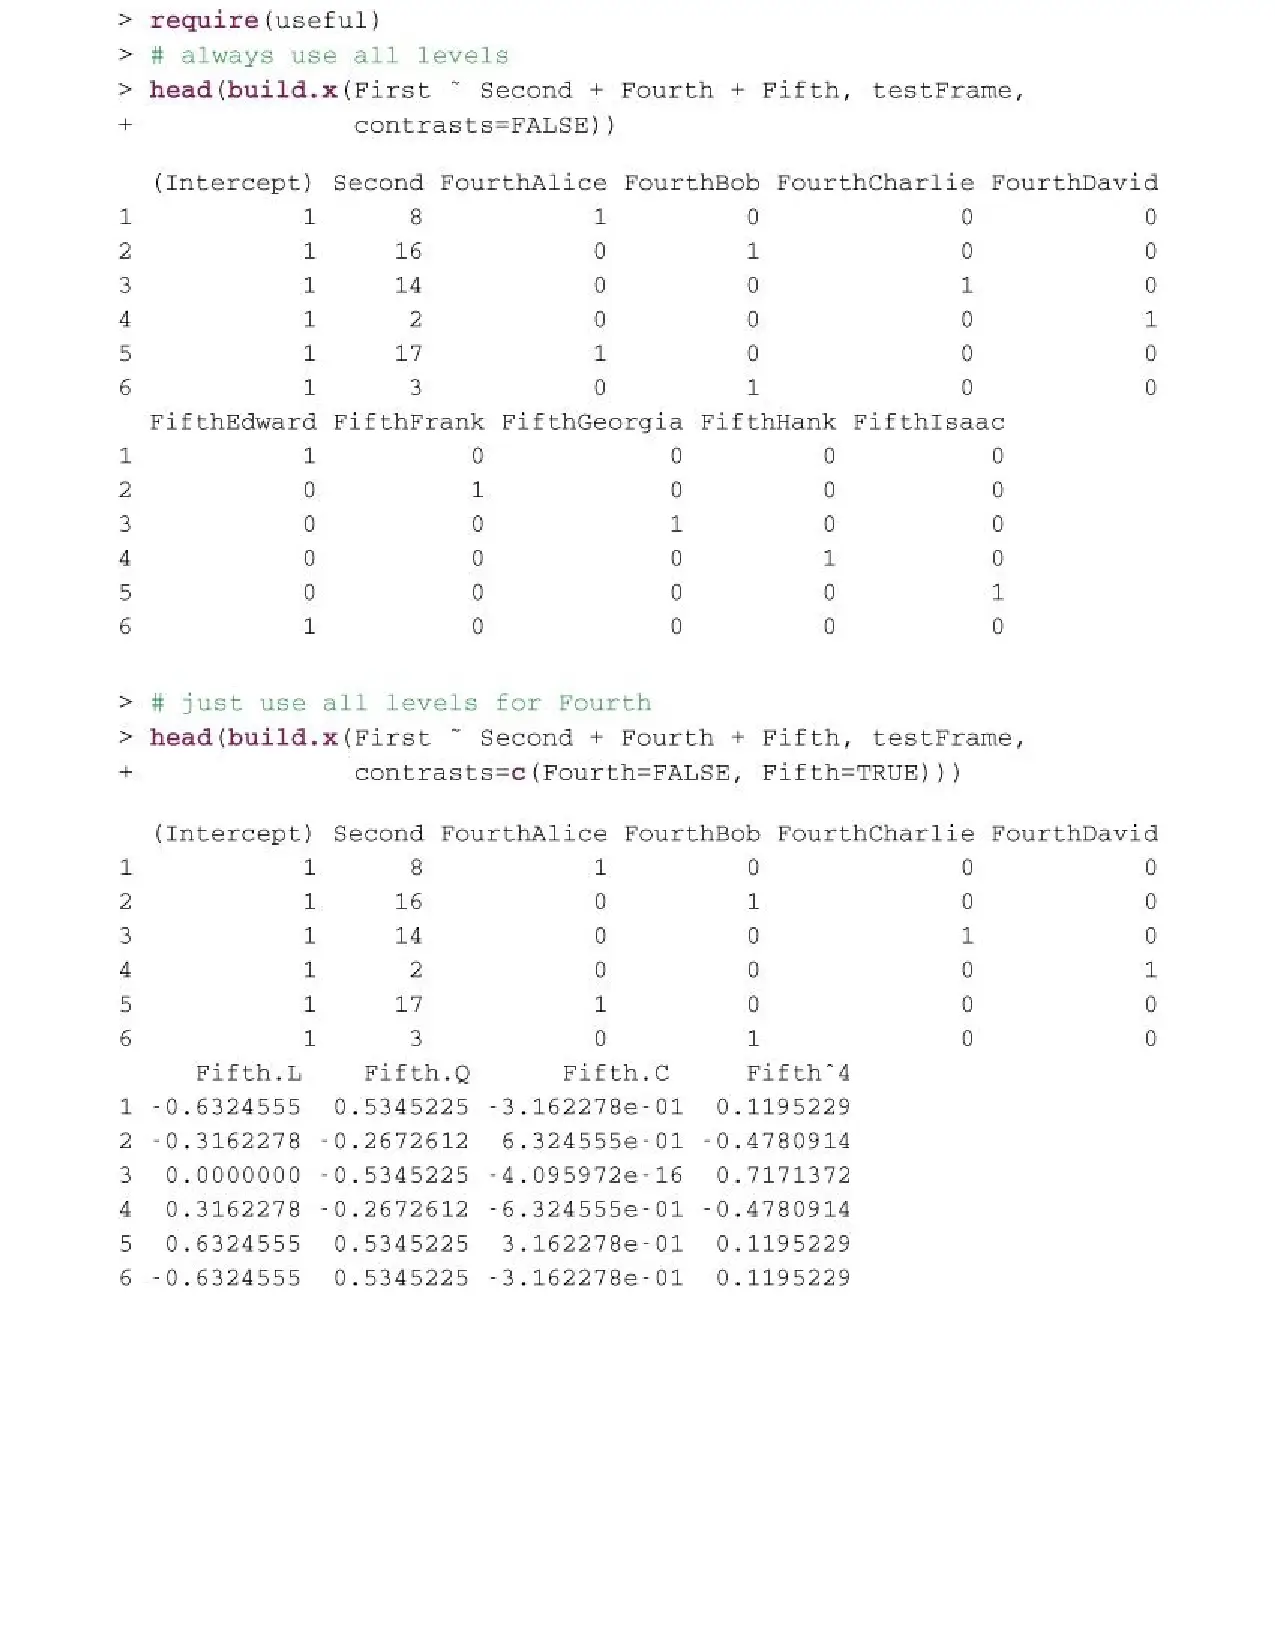 > require(useful)
> # always use all levels
> head(build.x(First ~ Second + Fourth + Fifth, testFrame,
+               contrasts=FALSE))
  (Intercept) Second FourthAlice FourthBob FourthCharlie FourthDavid
1           1      8           1         0             0           0
2           1     16           0         1             0           0
3           1     14           0         0             1           0
4           1      2           0         0             0           1
5           1     17           1         0             0           0
6           1      3           0         1             0           0
  FifthEdward FifthFrank FifthGeorgia FifthHank FifthIsaac
1           1          0            0         0          0
2           0          1            0         0          0
3           0          0            1         0          0
4           0          0            0         1          0
5           0          0            0         0          1
6           1          0            0         0          0
> # just use all levels for Fourth
> head(build.x(First ~ Second + Fourth + Fifth, testFrame,
+               contrasts=c(Fourth=FALSE, Fifth=TRUE)))
  (Intercept) Second FourthAlice FourthBob FourthCharlie FourthDavid
1           1      8           1         0             0           0
2           1     16           0         1             0           0
3           1     14           0         0             1           0
4           1      2           0         0             0           1
5           1     17           1         0             0           0
6           1      3           0         1             0           0
     Fifth.L    Fifth.Q       Fifth.C    Fifth^4
1 -0.6324555  0.5345225 -3.162278e-01  0.1195229
2 -0.3162278 -0.2672612  6.324555e-01 -0.4780914
3  0.0000000 -0.5345225 -4.095972e-16  0.7171372
4  0.3162278 -0.2672612 -6.324555e-01 -0.4780914
5  0.6324555  0.5345225  3.162278e-01  0.1195229
6 -0.6324555  0.5345225 -3.162278e-01  0.1195229